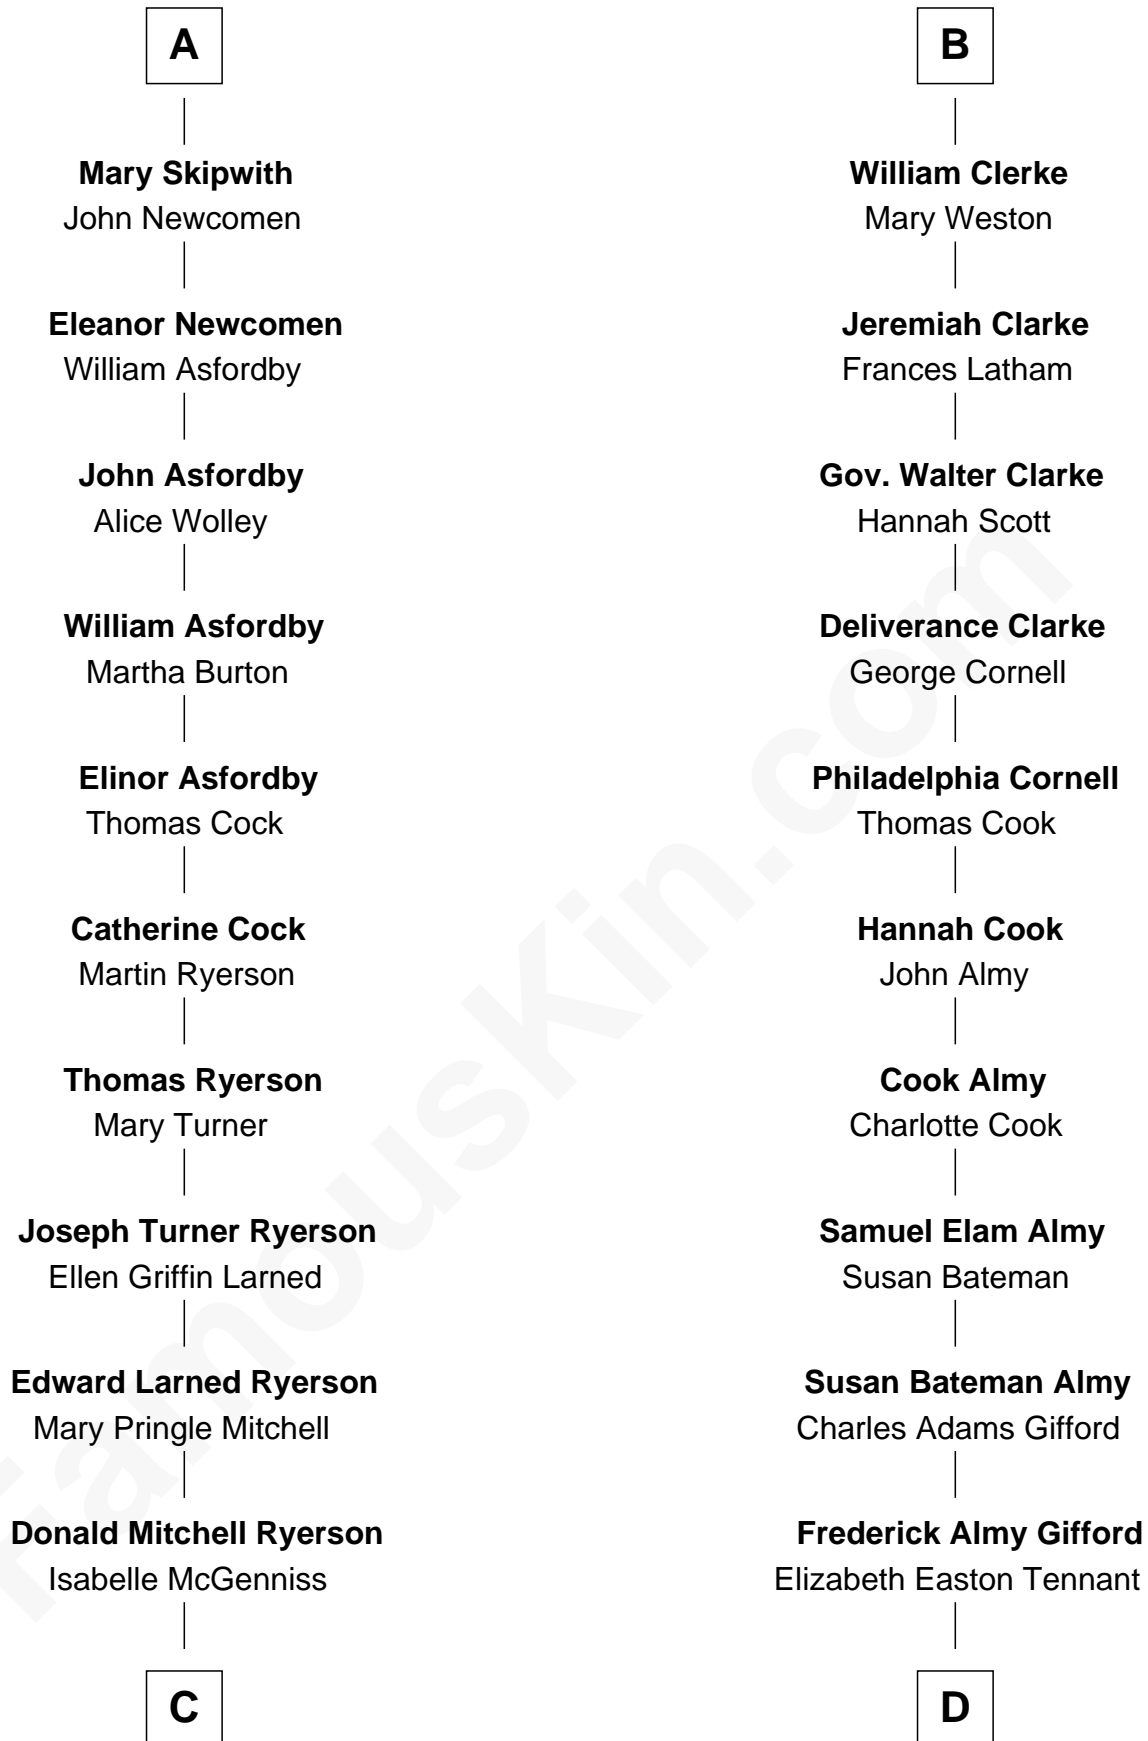 A
Mary Skipwith
John Newcomen
Eleanor Newcomen
William Asfordby
John Asfordby
Alice Wolley
William Asfordby
Martha Burton
Elinor Asfordby
Thomas Cock
Catherine Cock
Martin Ryerson
Thomas Ryerson
Mary Turner
Joseph Turner Ryerson
Ellen Griffin Larned
Edward Larned Ryerson
Mary Pringle Mitchell
Donald Mitchell Ryerson
Isabelle McGenniss
C
B
William Clerke
Mary Weston
Jeremiah Clarke
Frances Latham
Gov. Walter Clarke
Hannah Scott
Deliverance Clarke
George Cornell
Philadelphia Cornell
Thomas Cook
Hannah Cook
John Almy
Cook Almy
Charlotte Cook
Samuel Elam Almy
Susan Bateman
Susan Bateman Almy
Charles Adams Gifford
Frederick Almy Gifford
Elizabeth Easton Tennant
D
FamousKin.com